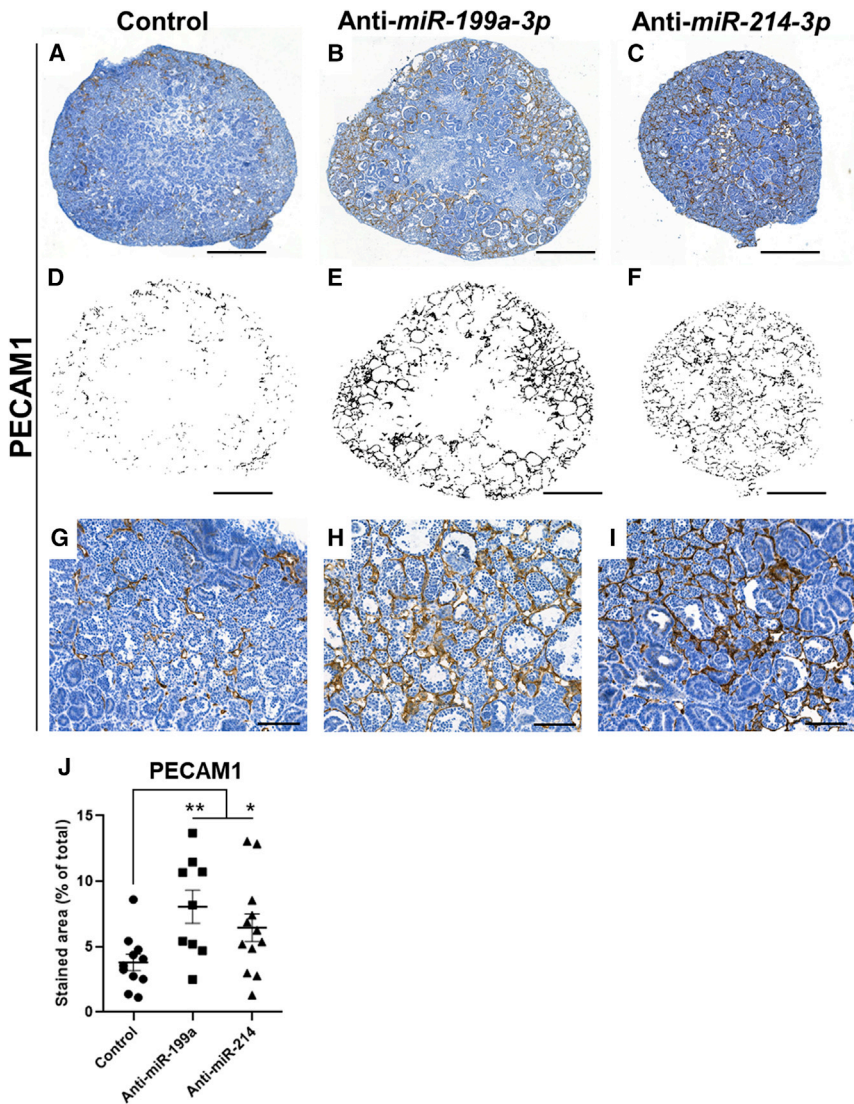 Control Anti-miR-199a-3p Anti-miR-214-3p
A B C
D E F
PECAM1
G H I
J
PECAM1
** *
Stained area (% of total)
15
10
5
0
Control
Anti-miR-199a
Anti-miR-214